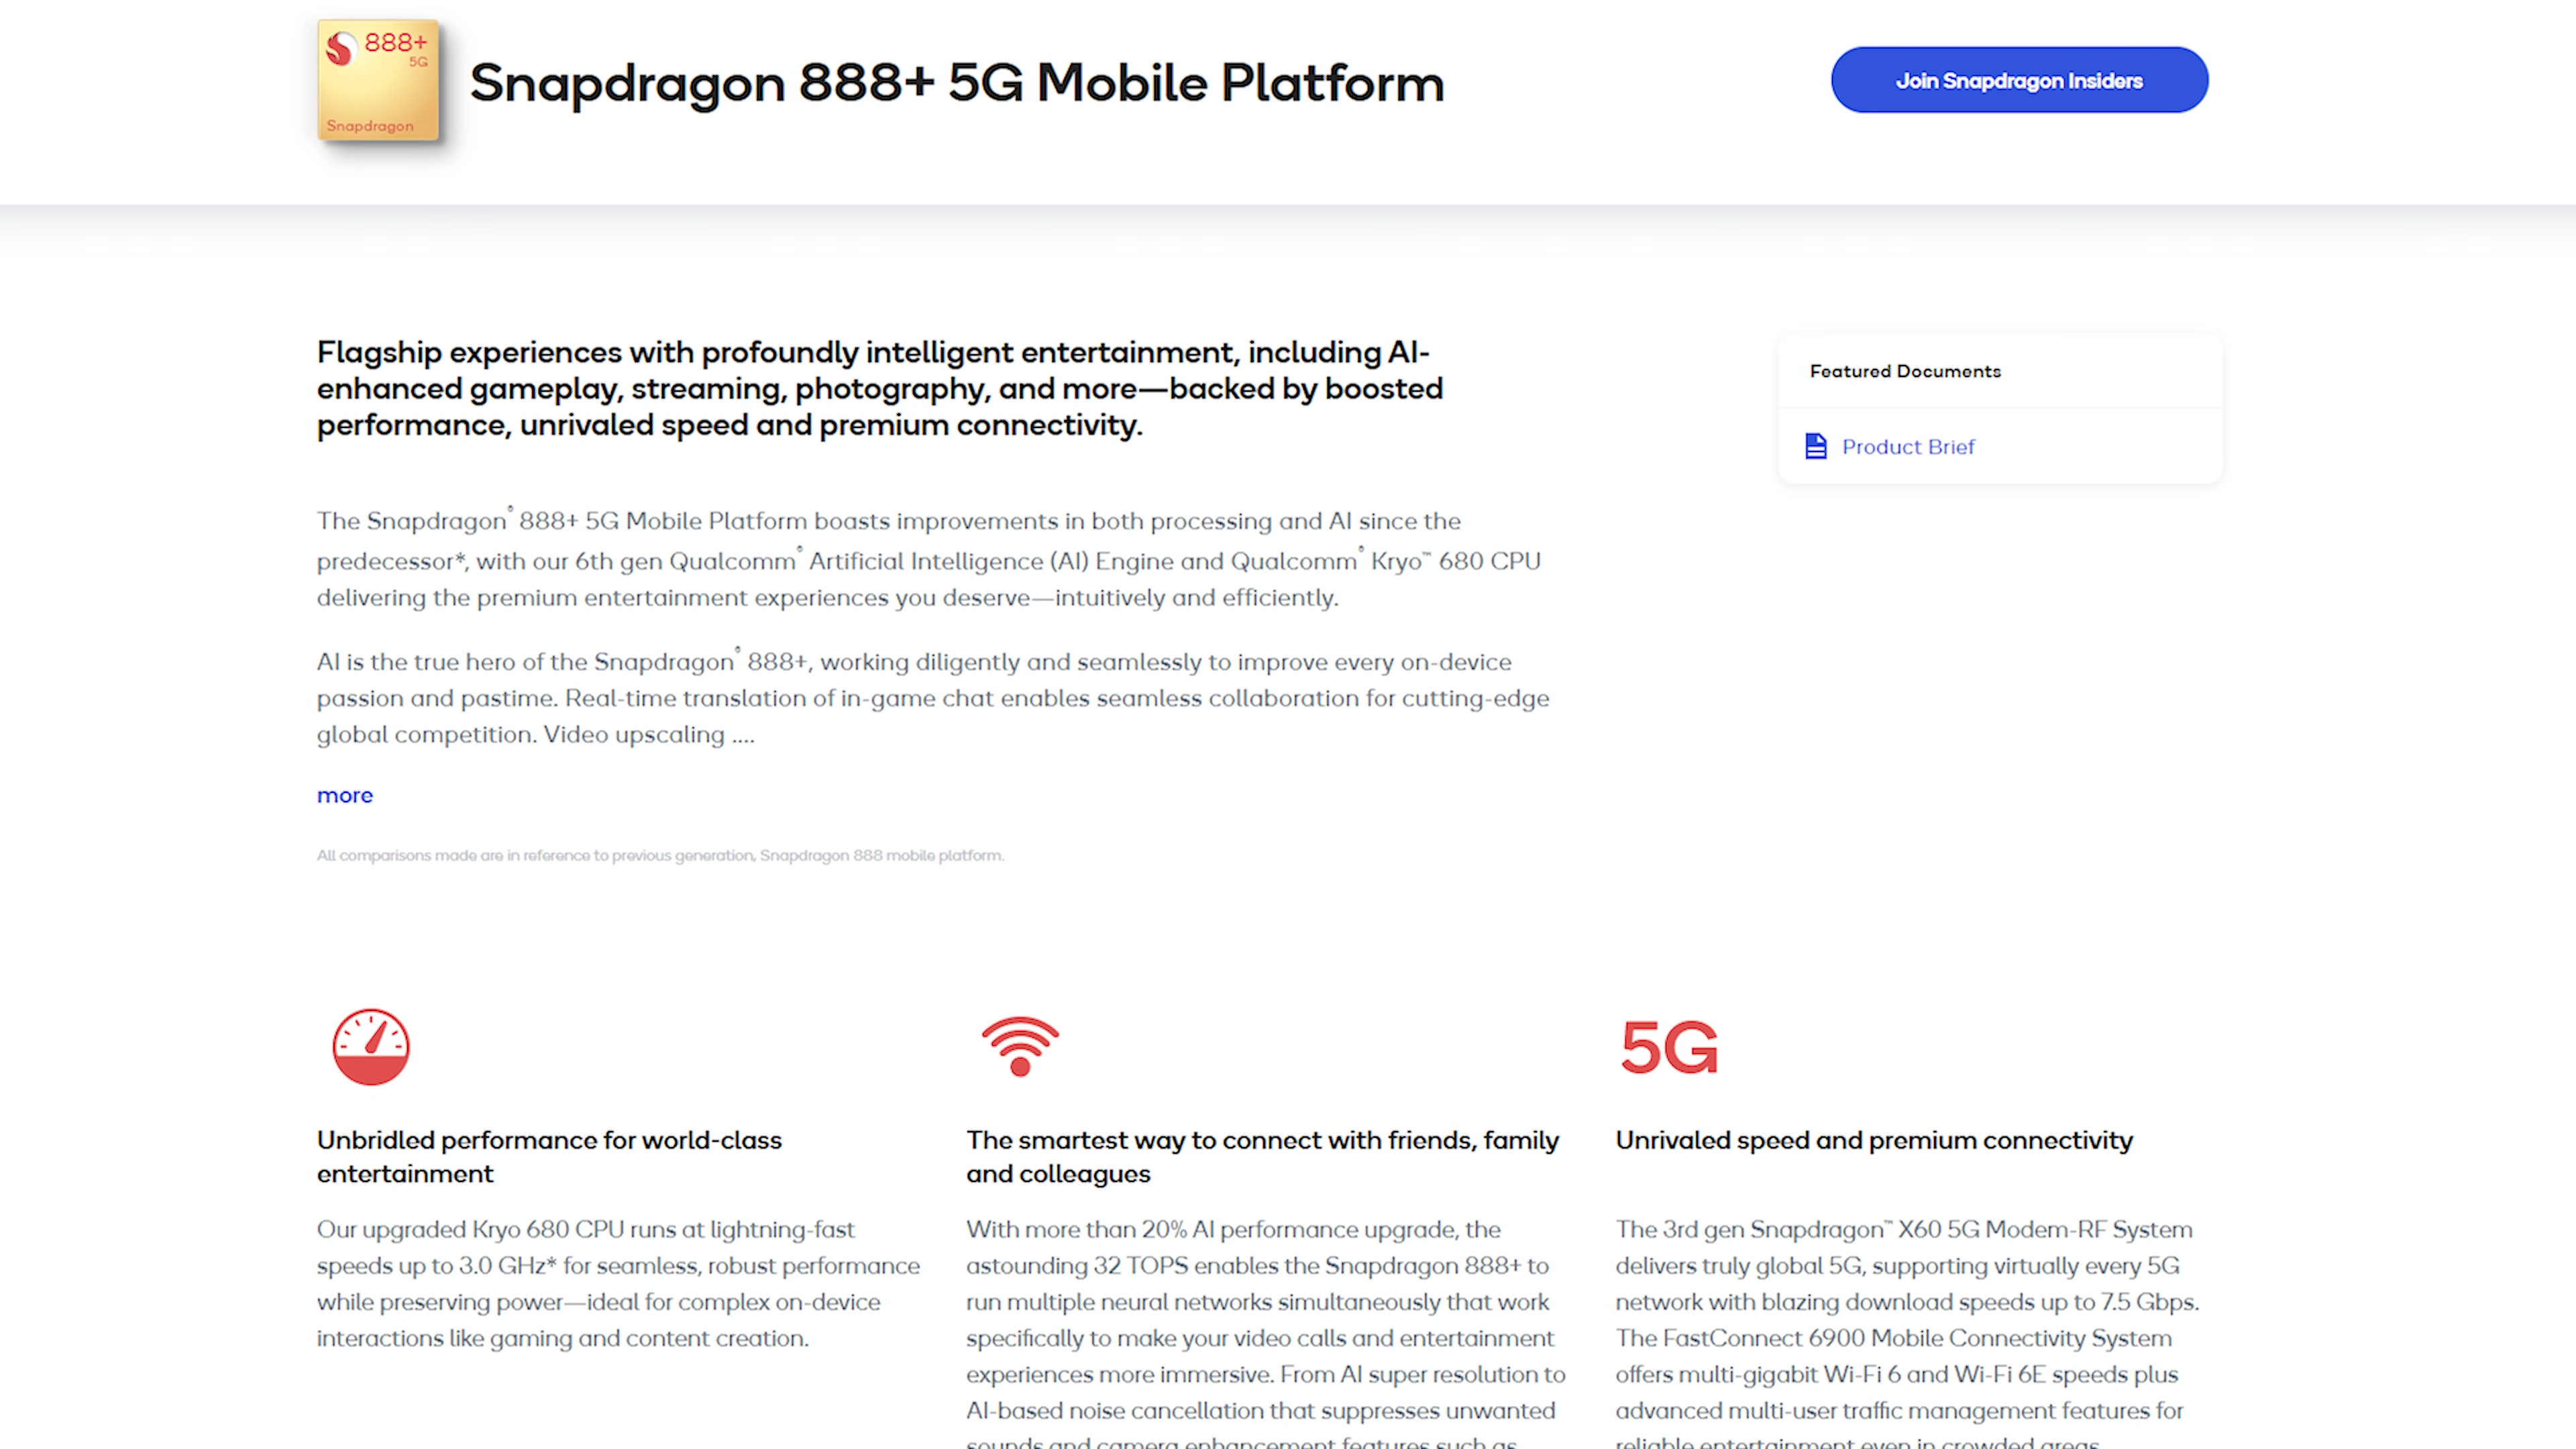 888+
5G
Snapdragon
Snapdragon 888+ 5G Mobile Platform
Join Snapdragon Insiders
Flagship experiences with profoundly intelligent entertainment, including AI-
enhanced gameplay, streaming, photography, and more—backed by boosted
performance, unrivaled speed and premium connectivity.
Featured Documents
Product Brief
The Snapdragon® 888+ 5G Mobile Platform boasts improvements in both processing and AI since the
predecessor*, with our 6th gen Qualcomm® Artificial Intelligence (AI) Engine and Qualcomm® Kryo™ 680 CPU
delivering the premium entertainment experiences you deserve—intuitively and efficiently.
AI is the true hero of the Snapdragon® 888+, working diligently and seamlessly to improve every on-device
passion and pastime. Real-time translation of in-game chat enables seamless collaboration for cutting-edge
global competition. Video upscaling ....
more
All comparisons made are in reference to previous generation, Snapdragon 888 mobile platform.
Unbridled performance for world-class
entertainment
Our upgraded Kryo 680 CPU runs at lightning-fast
speeds up to 3.0 GHz* for seamless, robust performance
while preserving power—ideal for complex on-device
interactions like gaming and content creation.
The smartest way to connect with friends, family
and colleagues
With more than 20% AI performance upgrade, the
astounding 32 TOPS enables the Snapdragon 888+ to
run multiple neural networks simultaneously that work
specifically to make your video calls and entertainment
experiences more immersive. From AI super resolution to
AI-based noise cancellation that suppresses unwanted
sounds and camera enhancement features such as
5G
Unrivaled speed and premium connectivity
The 3rd gen Snapdragon™ X60 5G Modem-RF System
delivers truly global 5G, supporting virtually every 5G
network with blazing download speeds up to 7.5 Gbps.
The FastConnect 6900 Mobile Connectivity System
offers multi-gigabit Wi-Fi 6 and Wi-Fi 6E speeds plus
advanced multi-user traffic management features for
reliable entertainment even in crowded areas.